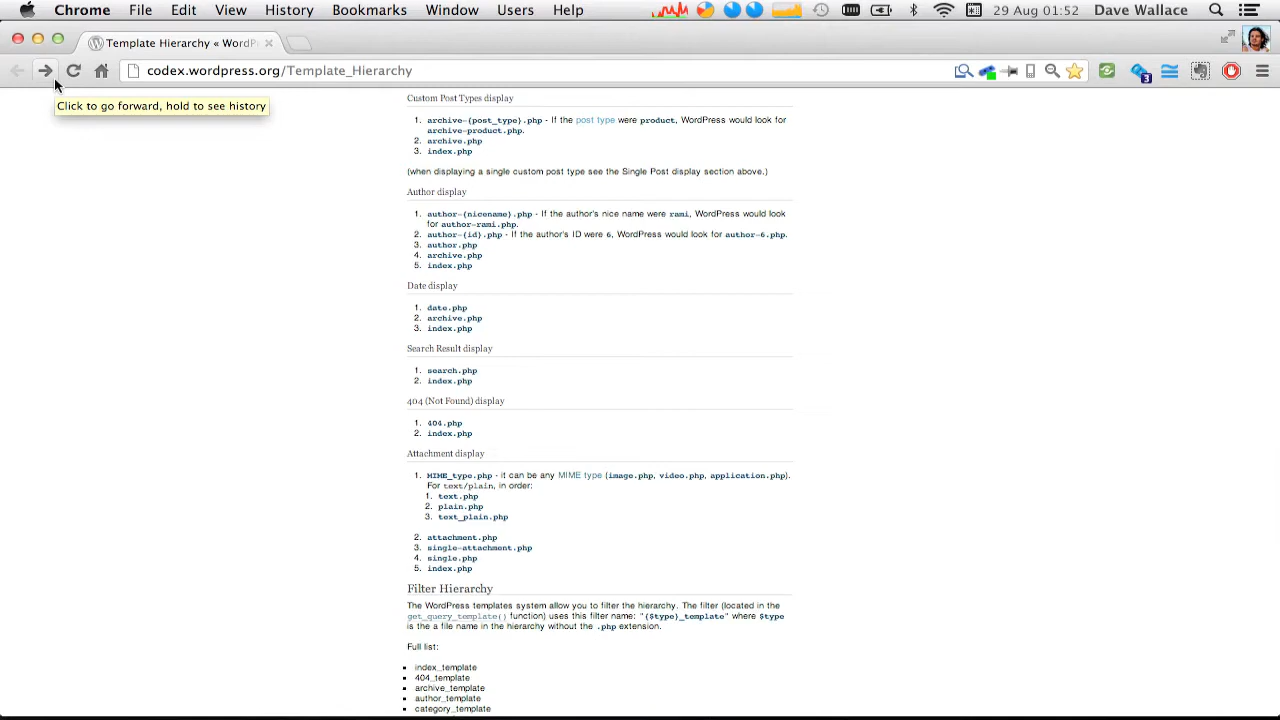 Chrome File Edit View History Bookmarks Window Users Help 29 Aug 01:52 Dave Wallace
Template Hierarchy « WordPr
codex.wordpress.org/Template_Hierarchy
3
Click to go forward, hold to see history
Custom Post Types display
1. archive-{post_type}.php - If the post type were product, WordPress would look for
archive-product.php.
2. archive.php
3. index.php
(when displaying a single custom post type see the Single Post display section above.)
Author display
1. author-{nicename}.php - If the author's nice name were rami, WordPress would look
for author-rami.php.
2. author-{id}.php - If the author's ID were 6, WordPress would look for author-6.php.
3. author.php
4. archive.php
5. index.php
Date display
1. date.php
2. archive.php
3. index.php
Search Result display
1. search.php
2. index.php
404 (Not Found) display
1. 404.php
2. index.php
Attachment display
1. MIME_type.php - it can be any MIME type (image.php, video.php, application.php).
For text/plain, in order:
1. text.php
2. plain.php
3. text_plain.php
2. attachment.php
3. single-attachment.php
4. single.php
5. index.php
Filter Hierarchy
The WordPress templates system allow you to filter the hierarchy. The filter (located in the
get_query_template() function) uses this filter name: "{$type}_template" where $type
is the a file name in the hierarchy without the .php extension.
Full list:
index_template
404_template
archive_template
author_template
category_template